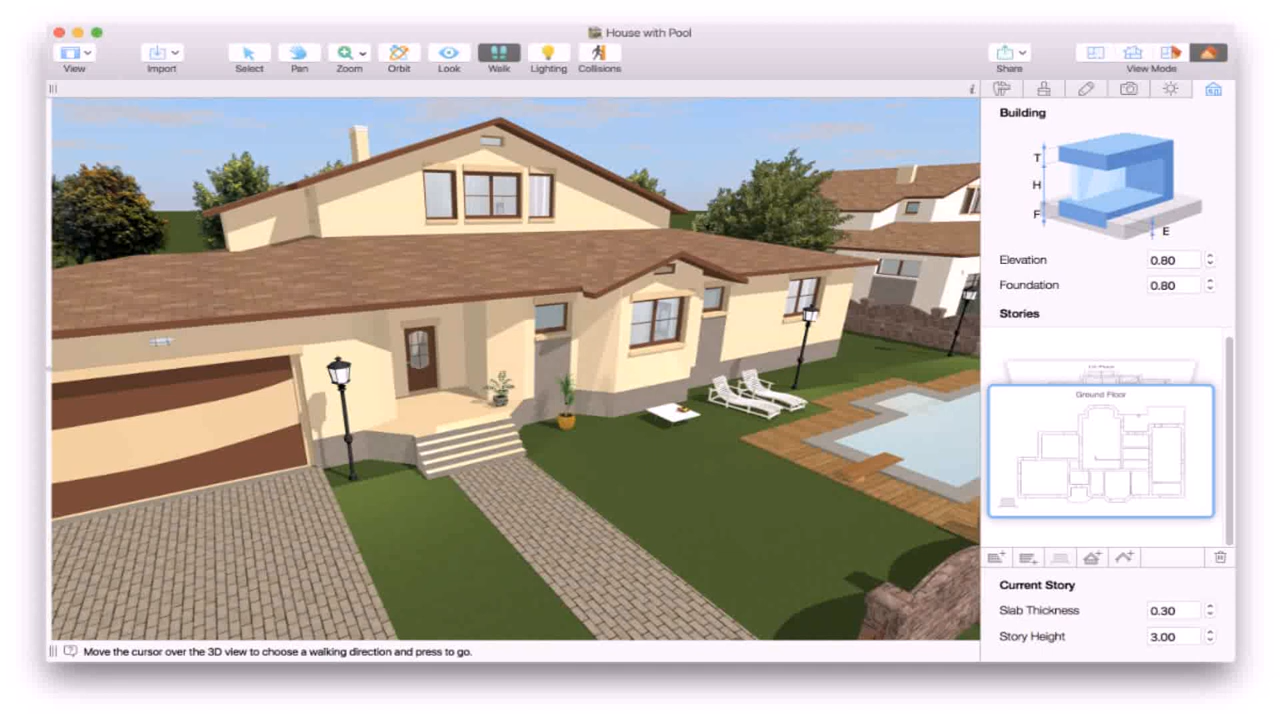 House with Pool
View
Import
Select
Pan
Zoom
Orbit
Look
Walk
Lighting
Collisions
Share
View Mode
i
Building
T
H
F
E
Elevation 0.80
Foundation 0.80
Stories
Ground Floor
Current Story
Slab Thickness 0.30
Story Height 3.00
Move the cursor over the 3D view to choose a walking direction and press to go.